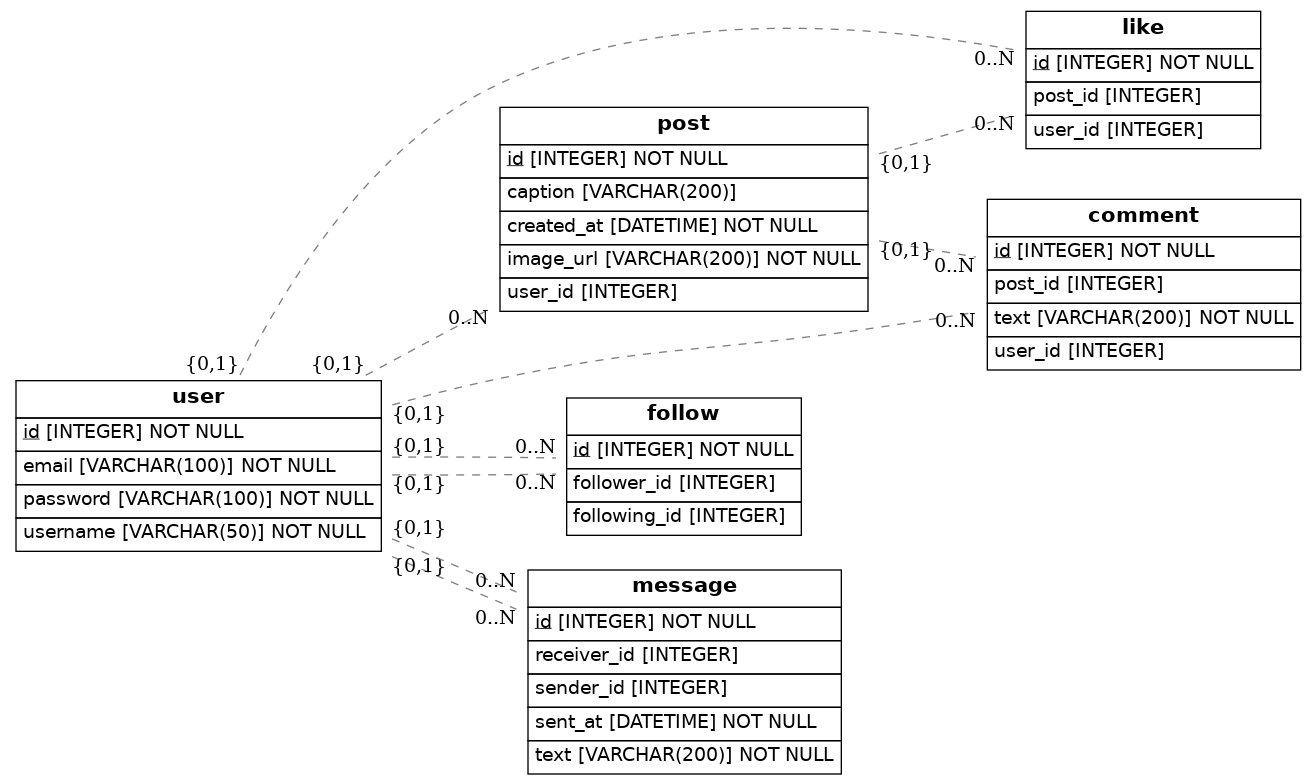 like
id [INTEGER] NOT NULL
post_id [INTEGER]
user_id [INTEGER]
0..N
0..N
post
id [INTEGER] NOT NULL
caption [VARCHAR(200)]
created_at [DATETIME] NOT NULL
image_url [VARCHAR(200)] NOT NULL
user_id [INTEGER]
{0,1}
{0,1}
0..N
comment
id [INTEGER] NOT NULL
post_id [INTEGER]
text [VARCHAR(200)] NOT NULL
user_id [INTEGER]
0..N
0..N
{0,1}
{0,1}
user
id [INTEGER] NOT NULL
email [VARCHAR(100)] NOT NULL
password [VARCHAR(100)] NOT NULL
username [VARCHAR(50)] NOT NULL
{0,1}
{0,1}
{0,1}
{0,1}
{0,1}
0..N
0..N
follow
id [INTEGER] NOT NULL
follower_id [INTEGER]
following_id [INTEGER]
0..N
0..N
message
id [INTEGER] NOT NULL
receiver_id [INTEGER]
sender_id [INTEGER]
sent_at [DATETIME] NOT NULL
text [VARCHAR(200)] NOT NULL